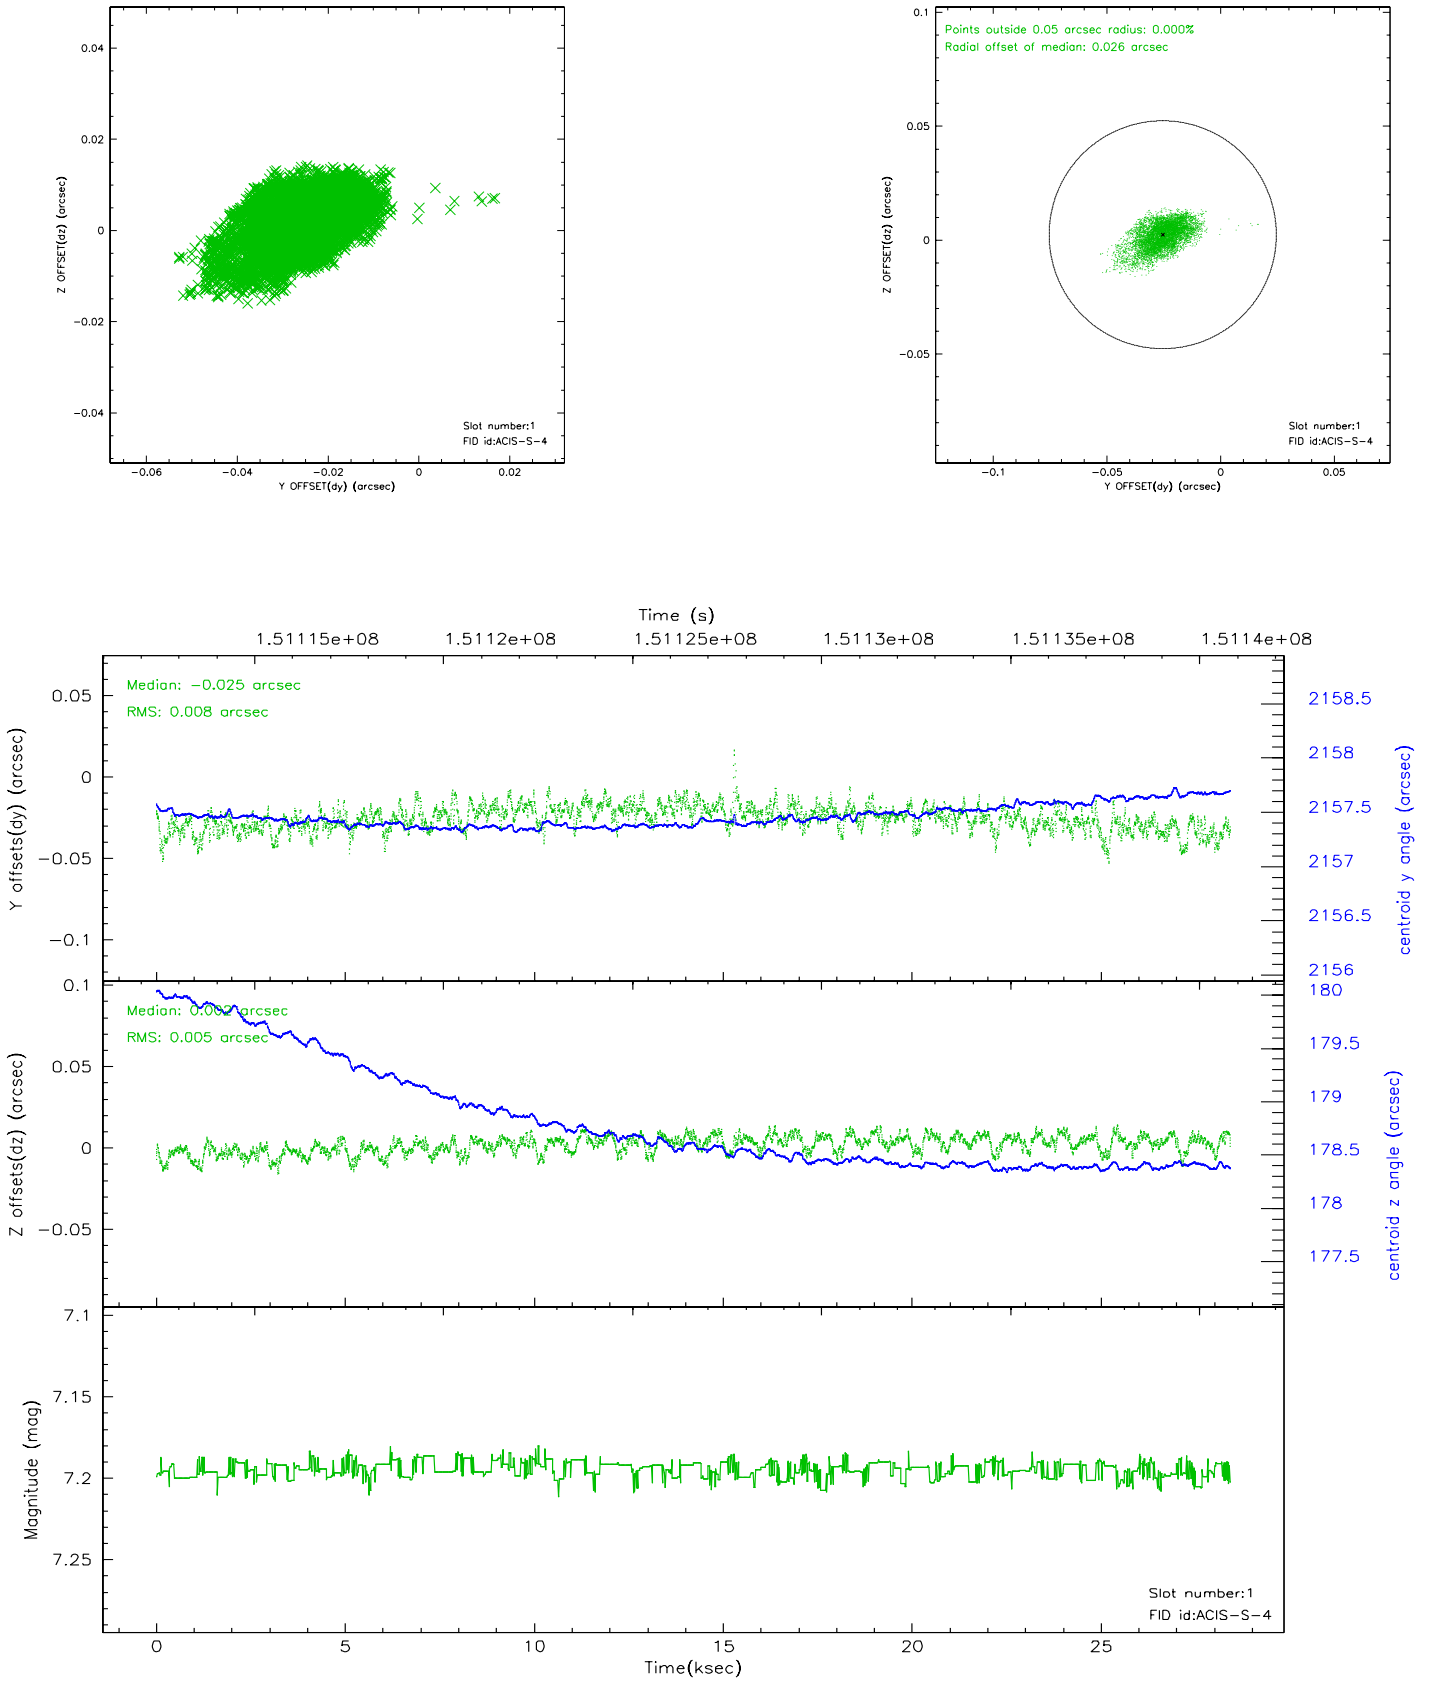 0.04
0.02
0
−0.02
−0.04
Z OFFSET(dz) (arcsec)
Slot number:1
FID id:ACIS−S−4
−0.06
−0.04
−0.02
0
0.02
Y OFFSET(dy) (arcsec)
0.1
Points outside 0.05 arcsec radius: 0.000%
Radial offset of median: 0.026 arcsec
0.05
0
−0.05
Z OFFSET(dz) (arcsec)
Slot number:1
FID id:ACIS−S−4
−0.1
−0.05
0
0.05
Y OFFSET(dy) (arcsec)
Time (s)
1.51115e+08
1.5112e+08
1.51125e+08
1.5113e+08
1.51135e+08
1.5114e+08
Median: −0.025 arcsec
RMS: 0.008 arcsec
0.05
0
−0.05
−0.1
Y offsets(dy) (arcsec)
2158.5
2158
2157.5
2157
2156.5
2156
centroid y angle (arcsec)
Median: 0.002 arcsec
RMS: 0.005 arcsec
0.1
0.05
0
−0.05
Z offsets(dz) (arcsec)
180
179.5
179
178.5
178
177.5
centroid z angle (arcsec)
7.1
7.15
7.2
7.25
Magnitude (mag)
Slot number:1
FID id:ACIS−S−4
0
5
10
15
20
25
Time(ksec)